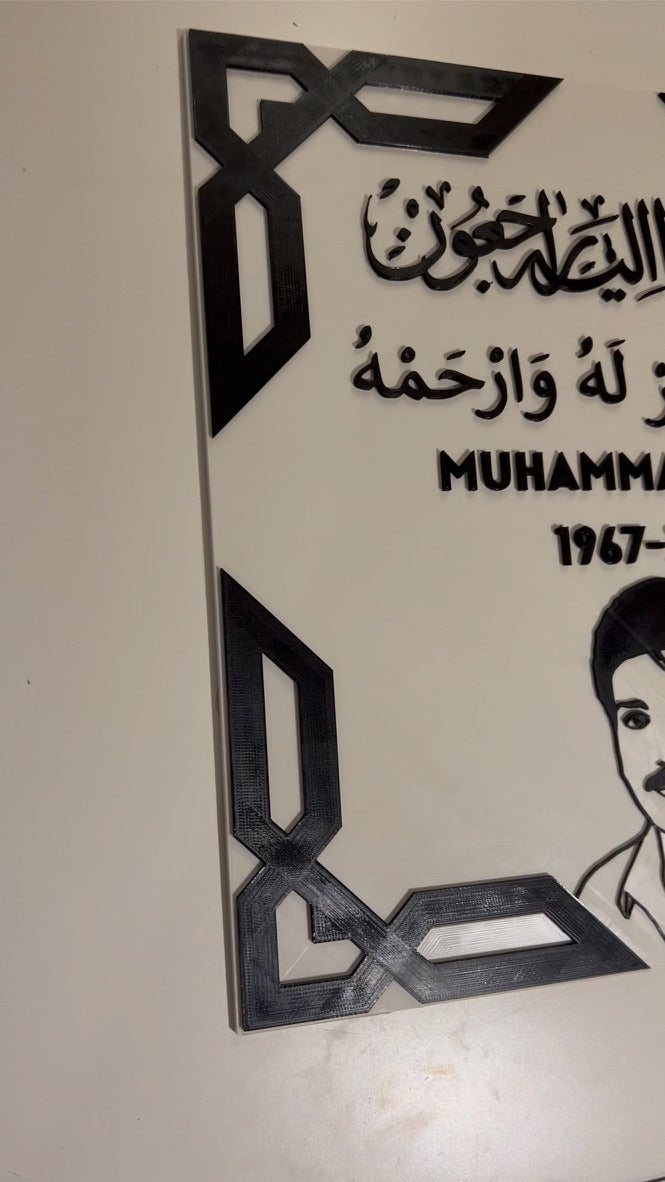 اليه راجعون
لَهُ وَارْحَمْهُ
MUHAMMA
1967-